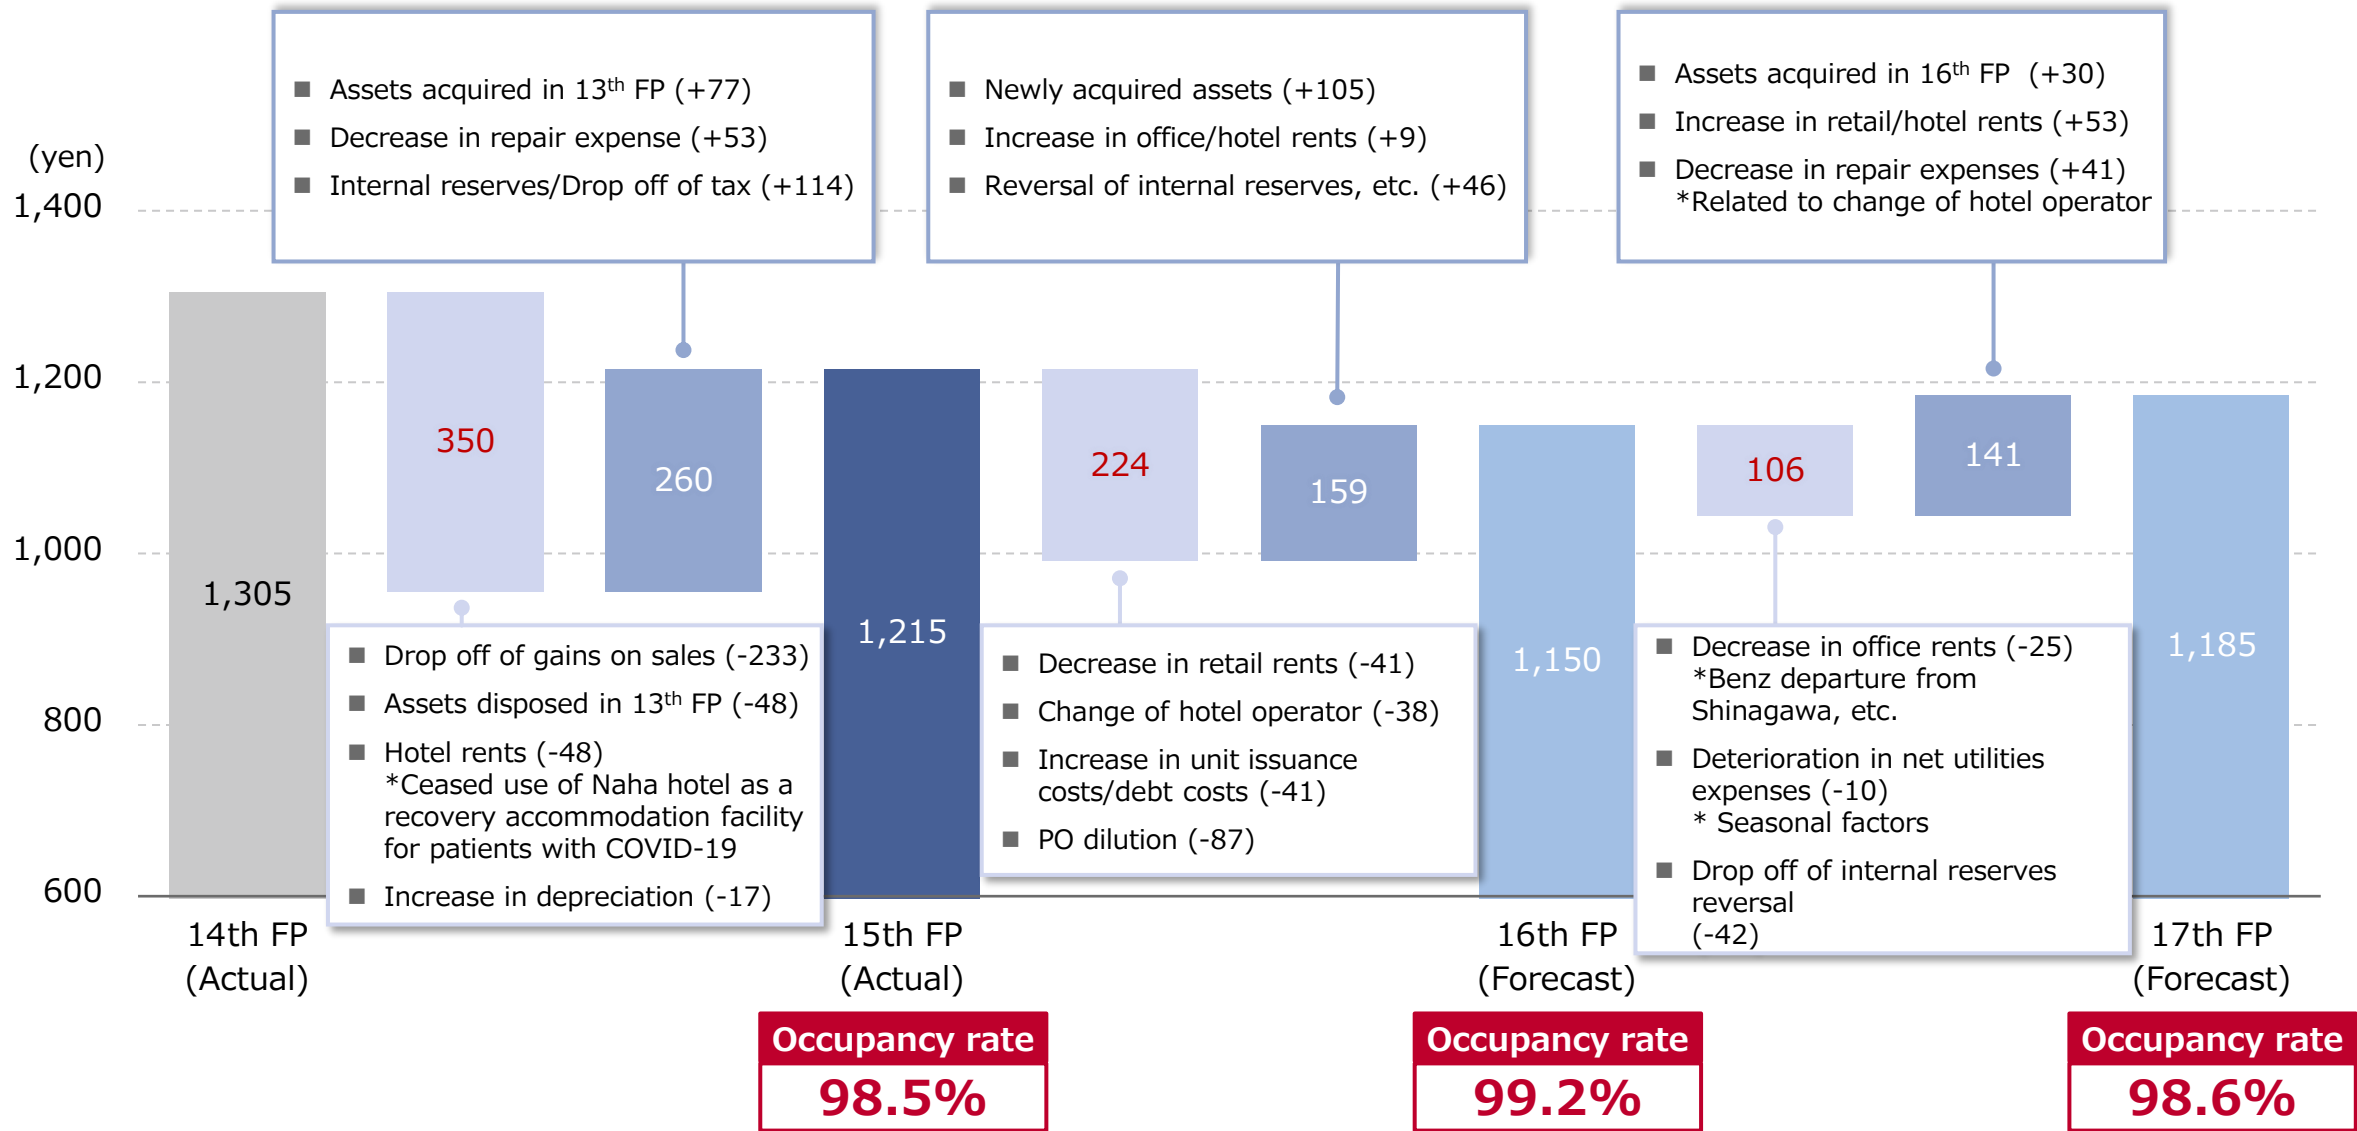 ■ Assets acquired in 13th FP (+77)
■ Decrease in repair expense (+53)
■ Internal reserves/Drop off of tax (+114)
■ Newly acquired assets (+105)
■ Increase in office/hotel rents (+9)
■ Reversal of internal reserves, etc. (+46)
■ Assets acquired in 16th FP (+30)
■ Increase in retail/hotel rents (+53)
■ Decrease in repair expenses (+41)
*Related to change of hotel operator
(yen)
1,400
1,200
1,000
800
600
1,305
350
260
1,215
224
159
1,150
106
141
1,185
■ Drop off of gains on sales (-233)
■ Assets disposed in 13th FP (-48)
■ Hotel rents (-48)
*Ceased use of Naha hotel as a
recovery accommodation facility
for patients with COVID-19
■ Increase in depreciation (-17)
■ Decrease in retail rents (-41)
■ Change of hotel operator (-38)
■ Increase in unit issuance
costs/debt costs (-41)
■ PO dilution (-87)
■ Decrease in office rents (-25)
*Benz departure from
Shinagawa, etc.
■ Deterioration in net utilities
expenses (-10)
* Seasonal factors
■ Drop off of internal reserves
reversal
(-42)
14th FP
(Actual)
15th FP
(Actual)
16th FP
(Forecast)
17th FP
(Forecast)
Occupancy rate
98.5%
Occupancy rate
99.2%
Occupancy rate
98.6%